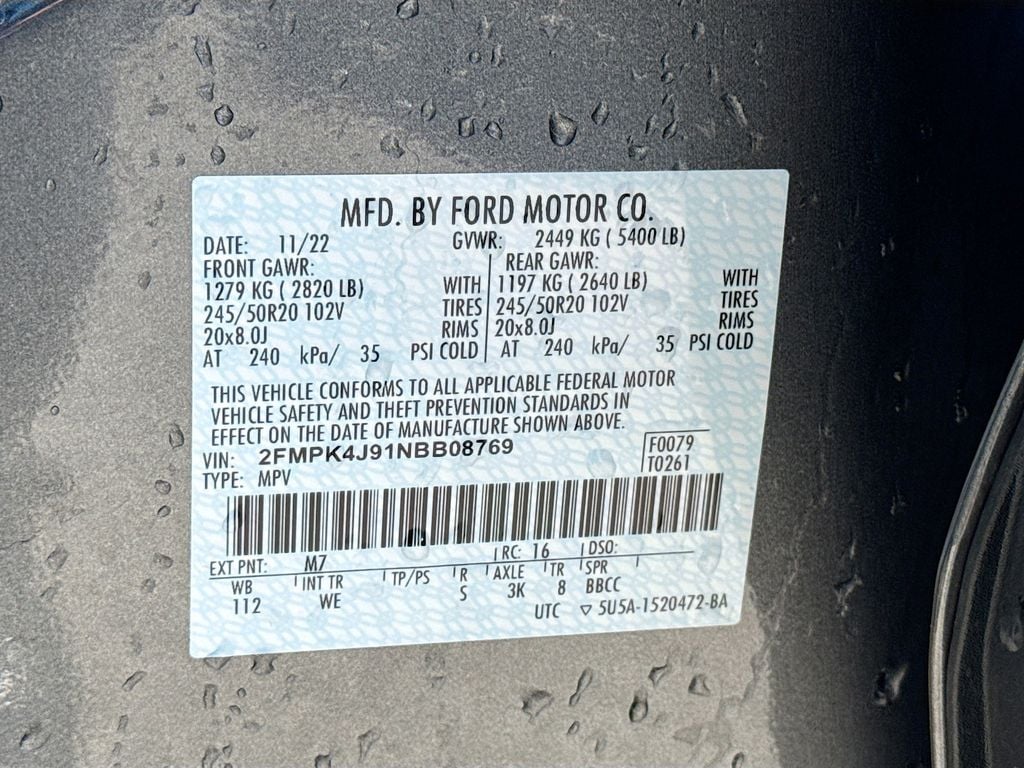 MFD. BY FORD MOTOR CO.
DATE: 11/22 GVWR: 2449 KG ( 5400 LB)
FRONT GAWR: REAR GAWR:
1279 KG ( 2820 LB) WITH 1197 KG ( 2640 LB) WITH
245/50R20 102V TIRES 245/50R20 102V TIRES
20x8.0J RIMS 20x8.0J RIMS
AT 240 kPa/ 35 PSI COLD AT 240 kPa/ 35 PSI COLD
THIS VEHICLE CONFORMS TO ALL APPLICABLE FEDERAL MOTOR
VEHICLE SAFETY AND THEFT PREVENTION STANDARDS IN
EFFECT ON THE DATE OF MANUFACTURE SHOWN ABOVE.
VIN: 2FMPK4J91NBB08769 F0079
TYPE: MPV T0261
EXT PNT: M7 RC: 16 DSO:
WB INT TR TP/PS R AXLE TR SPR
112 WE S 3K 8 BBCC
UTC ▽ 5U5A-1520472-BA